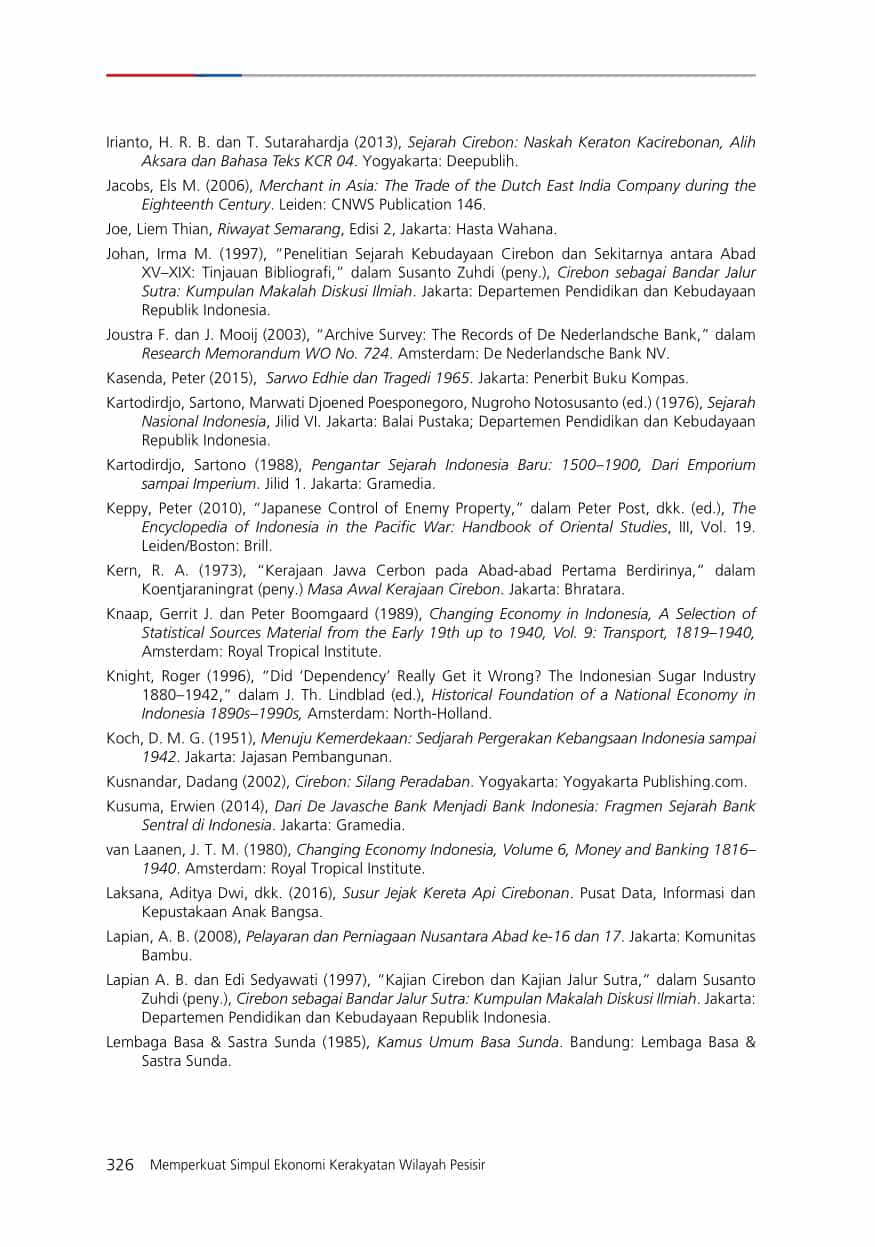 Irianto, H. R. B. dan T. Sutarahardja (2013), Sejarah Cirebon: Naskah Keraton Kacirebonan, Alih
Aksara dan Bahasa Teks KCR 04. Yogyakarta: Deepublih.
Jacobs, Els M. (2006), Merchant in Asia: The Trade of the Dutch East India Company during the
Eighteenth Century. Leiden: CNWS Publication 146.
Joe, Liem Thian, Riwayat Semarang, Edisi 2, Jakarta: Hasta Wahana.
Johan, Irma M. (1997), “Penelitian Sejarah Kebudayaan Cirebon dan Sekitarnya antara Abad
XV–XIX: Tinjauan Bibliografi,” dalam Susanto Zuhdi (peny.), Cirebon sebagai Bandar Jalur
Sutra: Kumpulan Makalah Diskusi Ilmiah. Jakarta: Departemen Pendidikan dan Kebudayaan
Republik Indonesia.
Joustra F. dan J. Mooij (2003), “Archive Survey: The Records of De Nederlandsche Bank,” dalam
Research Memorandum WO No. 724. Amsterdam: De Nederlandsche Bank NV.
Kasenda, Peter (2015), Sarwo Edhie dan Tragedi 1965. Jakarta: Penerbit Buku Kompas.
Kartodirdjo, Sartono, Marwati Djoened Poesponegoro, Nugroho Notosusanto (ed.) (1976), Sejarah
Nasional Indonesia, Jilid VI. Jakarta: Balai Pustaka; Departemen Pendidikan dan Kebudayaan
Republik Indonesia.
Kartodirdjo, Sartono (1988), Pengantar Sejarah Indonesia Baru: 1500–1900, Dari Emporium
sampai Imperium. Jilid 1. Jakarta: Gramedia.
Keppy, Peter (2010), “Japanese Control of Enemy Property,” dalam Peter Post, dkk. (ed.), The
Encyclopedia of Indonesia in the Pacific War: Handbook of Oriental Studies, III, Vol. 19.
Leiden/Boston: Brill.
Kern, R. A. (1973), “Kerajaan Jawa Cerbon pada Abad-abad Pertama Berdirinya,” dalam
Koentjaraningrat (peny.) Masa Awal Kerajaan Cirebon. Jakarta: Bhratara.
Knaap, Gerrit J. dan Peter Boomgaard (1989), Changing Economy in Indonesia, A Selection of
Statistical Sources Material from the Early 19th up to 1940, Vol. 9: Transport, 1819–1940,
Amsterdam: Royal Tropical Institute.
Knight, Roger (1996), “Did ‘Dependency’ Really Get it Wrong? The Indonesian Sugar Industry
1880–1942,” dalam J. Th. Lindblad (ed.), Historical Foundation of a National Economy in
Indonesia 1890s–1990s, Amsterdam: North-Holland.
Koch, D. M. G. (1951), Menuju Kemerdekaan: Sedjarah Pergerakan Kebangsaan Indonesia sampai
1942. Jakarta: Jajasan Pembangunan.
Kusnandar, Dadang (2002), Cirebon: Silang Peradaban. Yogyakarta: Yogyakarta Publishing.com.
Kusuma, Erwien (2014), Dari De Javasche Bank Menjadi Bank Indonesia: Fragmen Sejarah Bank
Sentral di Indonesia. Jakarta: Gramedia.
van Laanen, J. T. M. (1980), Changing Economy Indonesia, Volume 6, Money and Banking 1816–
1940. Amsterdam: Royal Tropical Institute.
Laksana, Aditya Dwi, dkk. (2016), Susur Jejak Kereta Api Cirebonan. Pusat Data, Informasi dan
Kepustakaan Anak Bangsa.
Lapian, A. B. (2008), Pelayaran dan Perniagaan Nusantara Abad ke-16 dan 17. Jakarta: Komunitas
Bambu.
Lapian A. B. dan Edi Sedyawati (1997), “Kajian Cirebon dan Kajian Jalur Sutra,” dalam Susanto
Zuhdi (peny.), Cirebon sebagai Bandar Jalur Sutra: Kumpulan Makalah Diskusi Ilmiah. Jakarta:
Departemen Pendidikan dan Kebudayaan Republik Indonesia.
Lembaga Basa & Sastra Sunda (1985), Kamus Umum Basa Sunda. Bandung: Lembaga Basa &
Sastra Sunda.
326 Memperkuat Simpul Ekonomi Kerakyatan Wilayah Pesisir